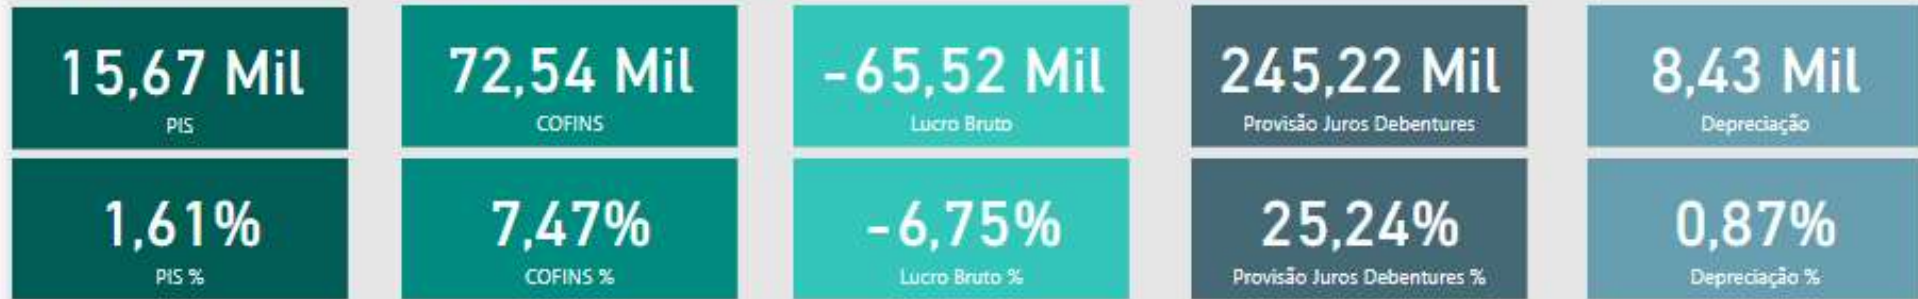 15,67 Mil
PIS
72,54 Mil
COFINS
-65,52 Mil
Lucro Bruto
245,22 Mil
Provisão Juros Debentures
8,43 Mil
Depreciação
1,61%
PIS %
7,47%
COFINS %
-6,75%
Lucro Bruto %
25,24%
Provisão Juros Debentures %
0,87%
Depreciação %